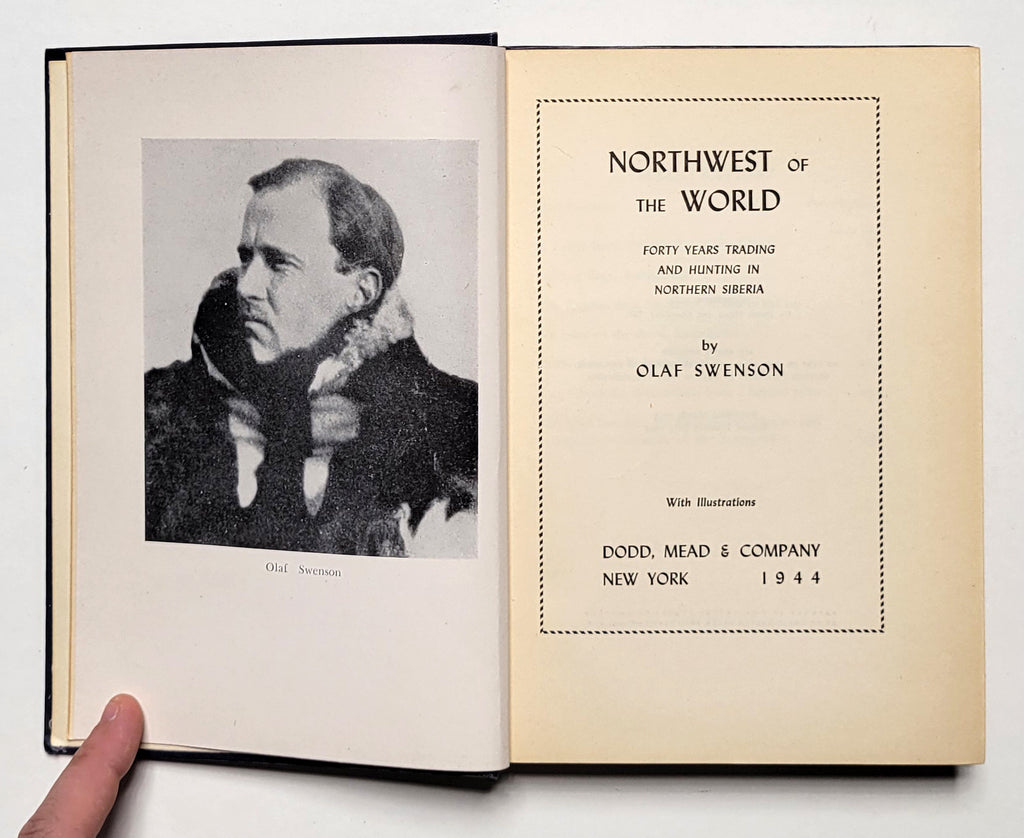 Olaf Swenson
NORTHWEST OF
THE WORLD
FORTY YEARS TRADING
AND HUNTING IN
NORTHERN SIBERIA
by
OLAF SWENSON
With Illustrations
DODD, MEAD & COMPANY
NEW YORK 1944